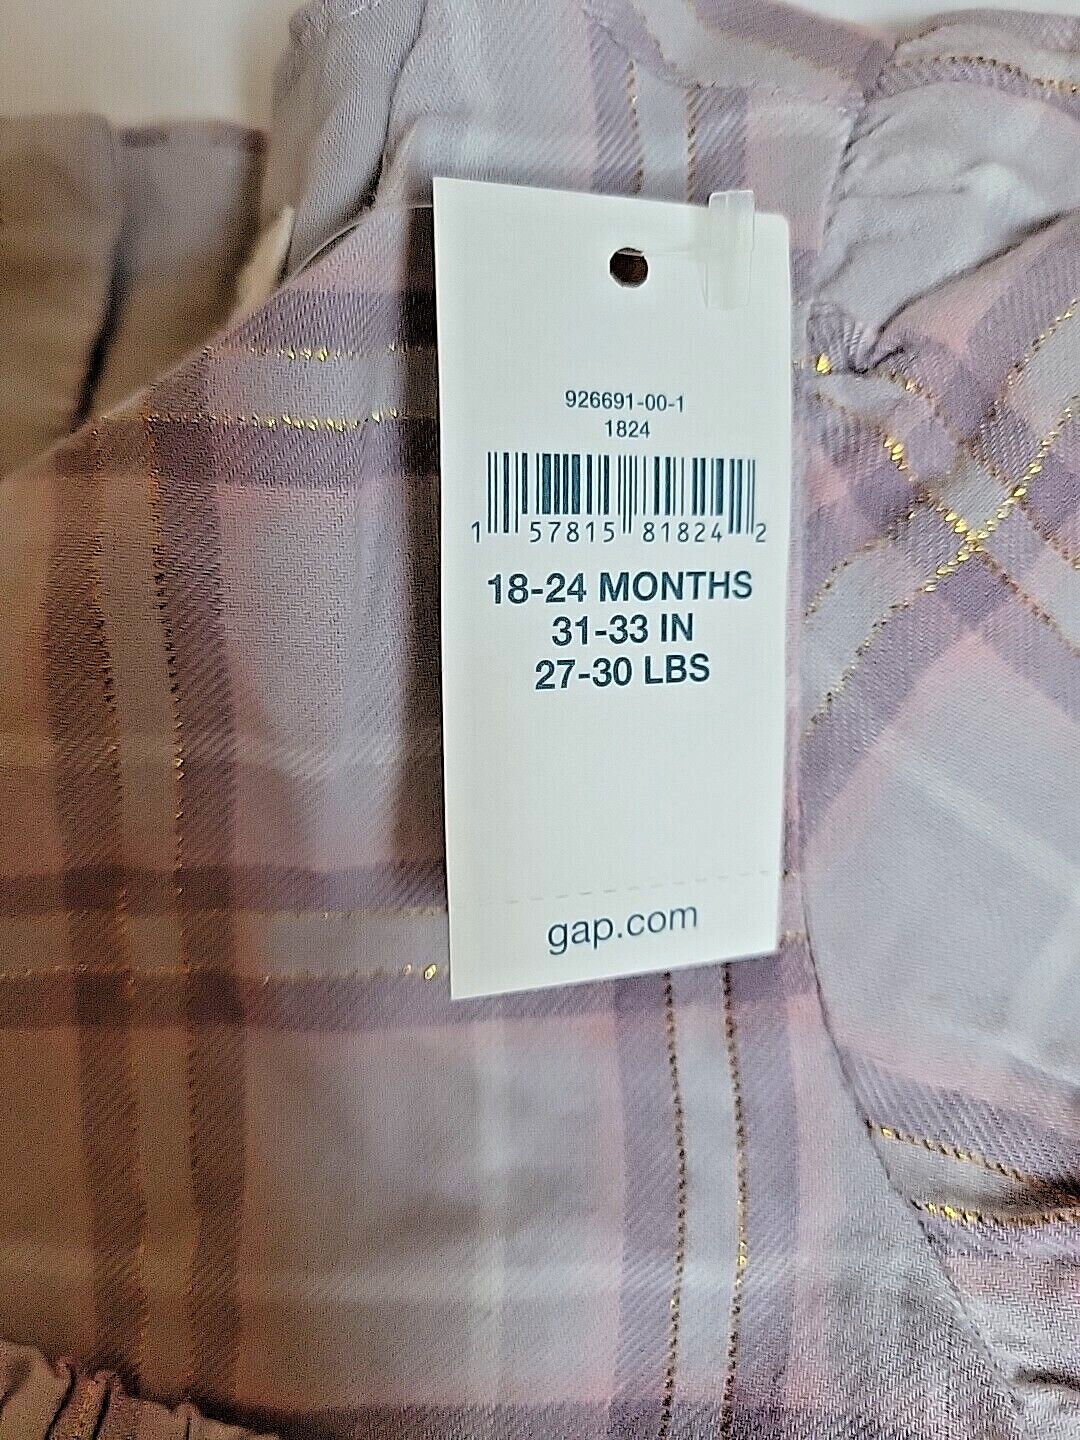 926691-00-1
1824
1 57815 81824 2
18-24 MONTHS
31-33 IN
27-30 LBS
gap.com